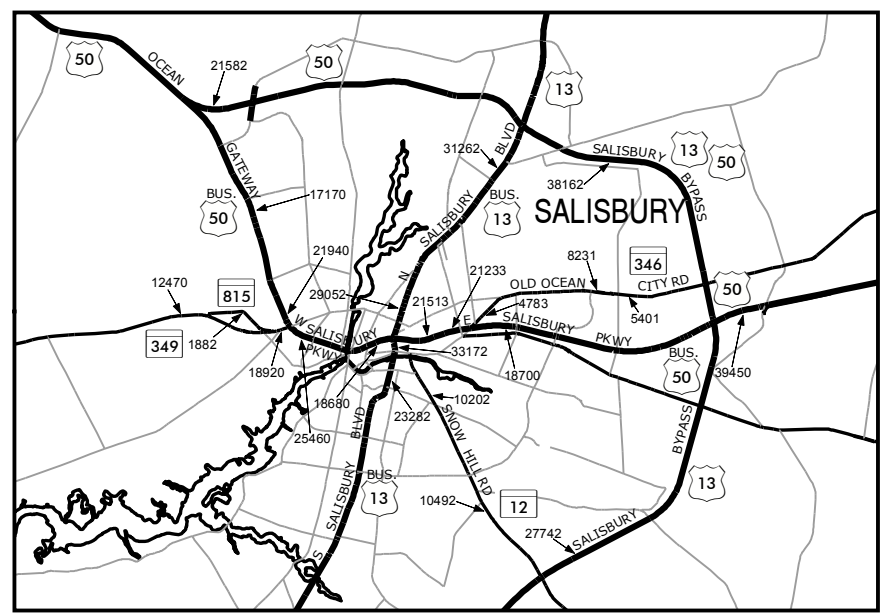 50
OCEAN
21582
50
13
GATEWAY
BLVD
31262
SALISBURY
13
50
38162
BYPASS
BUS.
50
17170
BUS.
13
SALISBURY
SALISBURY
N
21940
8231
346
21233
OLD OCEAN
CITY RD
12470
815
29052
21513
4783
5401
50
E
W SALISBURY
PKWY
SALISBURY
PKWY
349
1882
33172
18920
18680
18700
BUS.
50
39450
10202
23282
25460
BLVD
SNOW HILL RD
BYPASS
SALISBURY
BUS.
13
13
10492
12
27742
SALISBURY
S